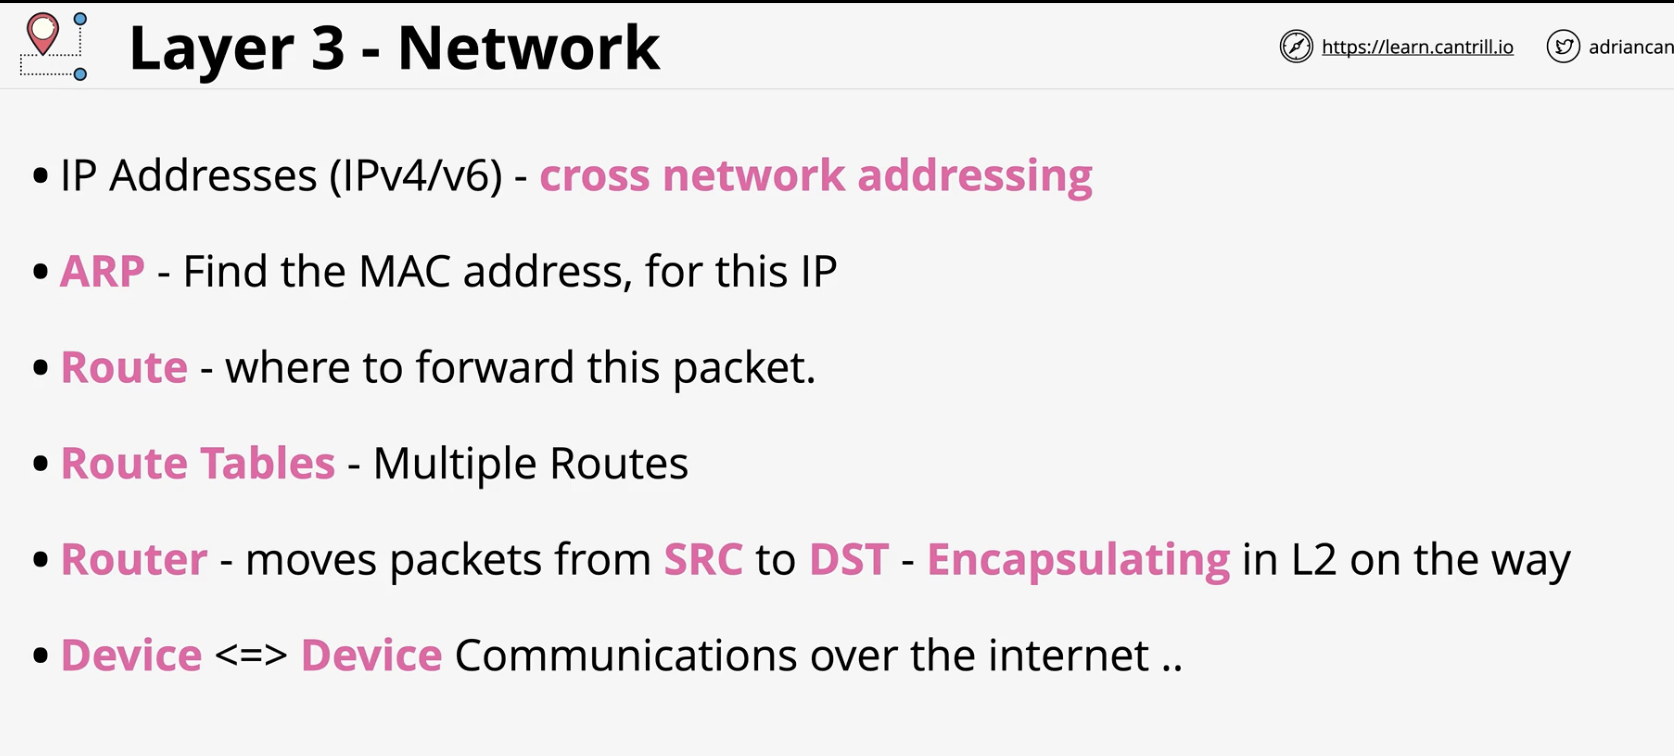 Layer 3 - Network
https://learn.cantrill.io
adriancan
• IP Addresses (IPv4/v6) - cross network addressing
• ARP - Find the MAC address, for this IP
• Route - where to forward this packet.
• Route Tables - Multiple Routes
• Router - moves packets from SRC to DST - Encapsulating in L2 on the way
• Device <=> Device Communications over the internet ..